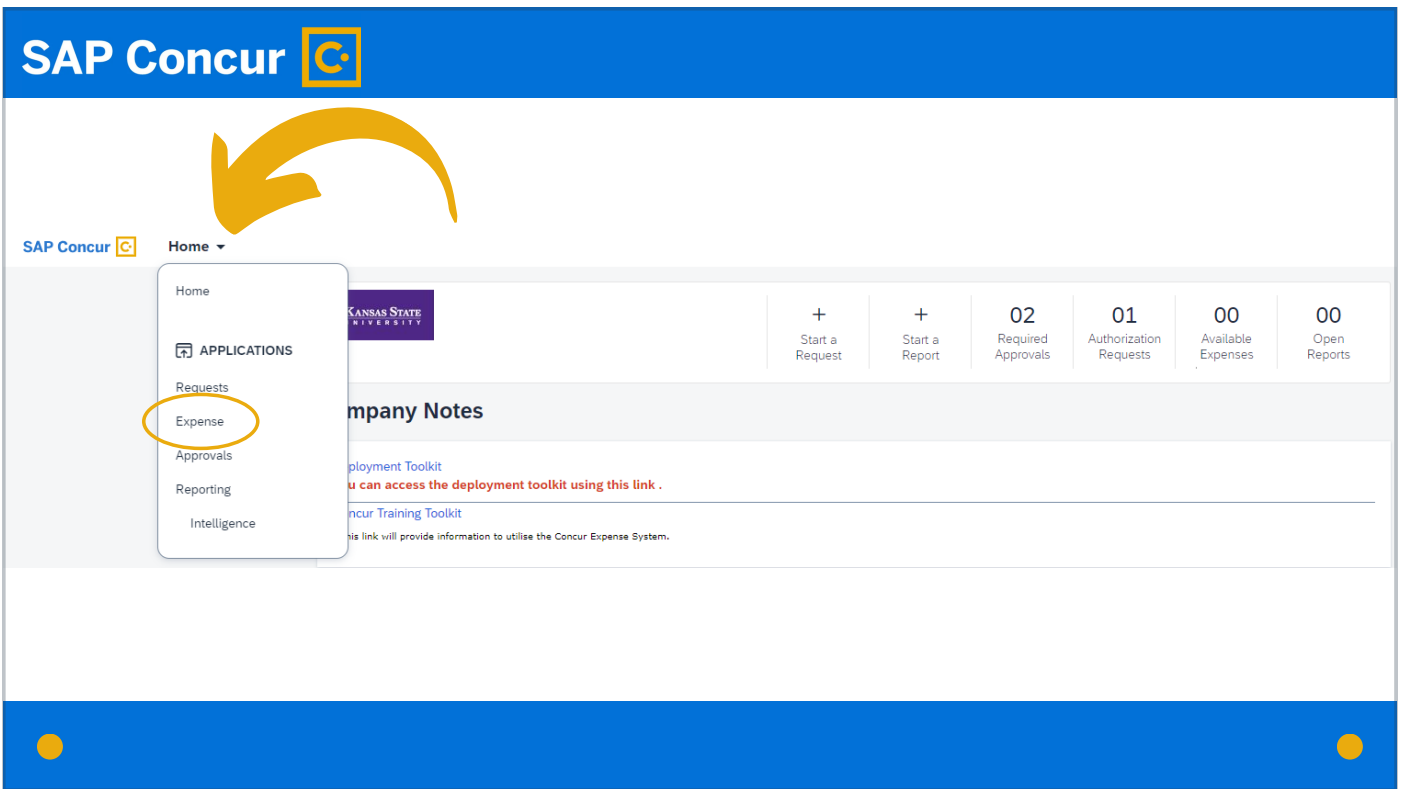 SAP Concur C
SAP Concur C
Home
Home
APPLICATIONS
Requests
Expense
Approvals
Reporting
Intelligence
KANSAS STATE
NIVERSITY
+
Start a
Request
+
Start a
Report
02
Required
Approvals
01
Authorization
Requests
00
Available
Expenses
00
Open
Reports
mpany Notes
ployment Toolkit
u can access the deployment toolkit using this link .
ncur Training Toolkit
his link will provide information to utilise the Concur Expense System.